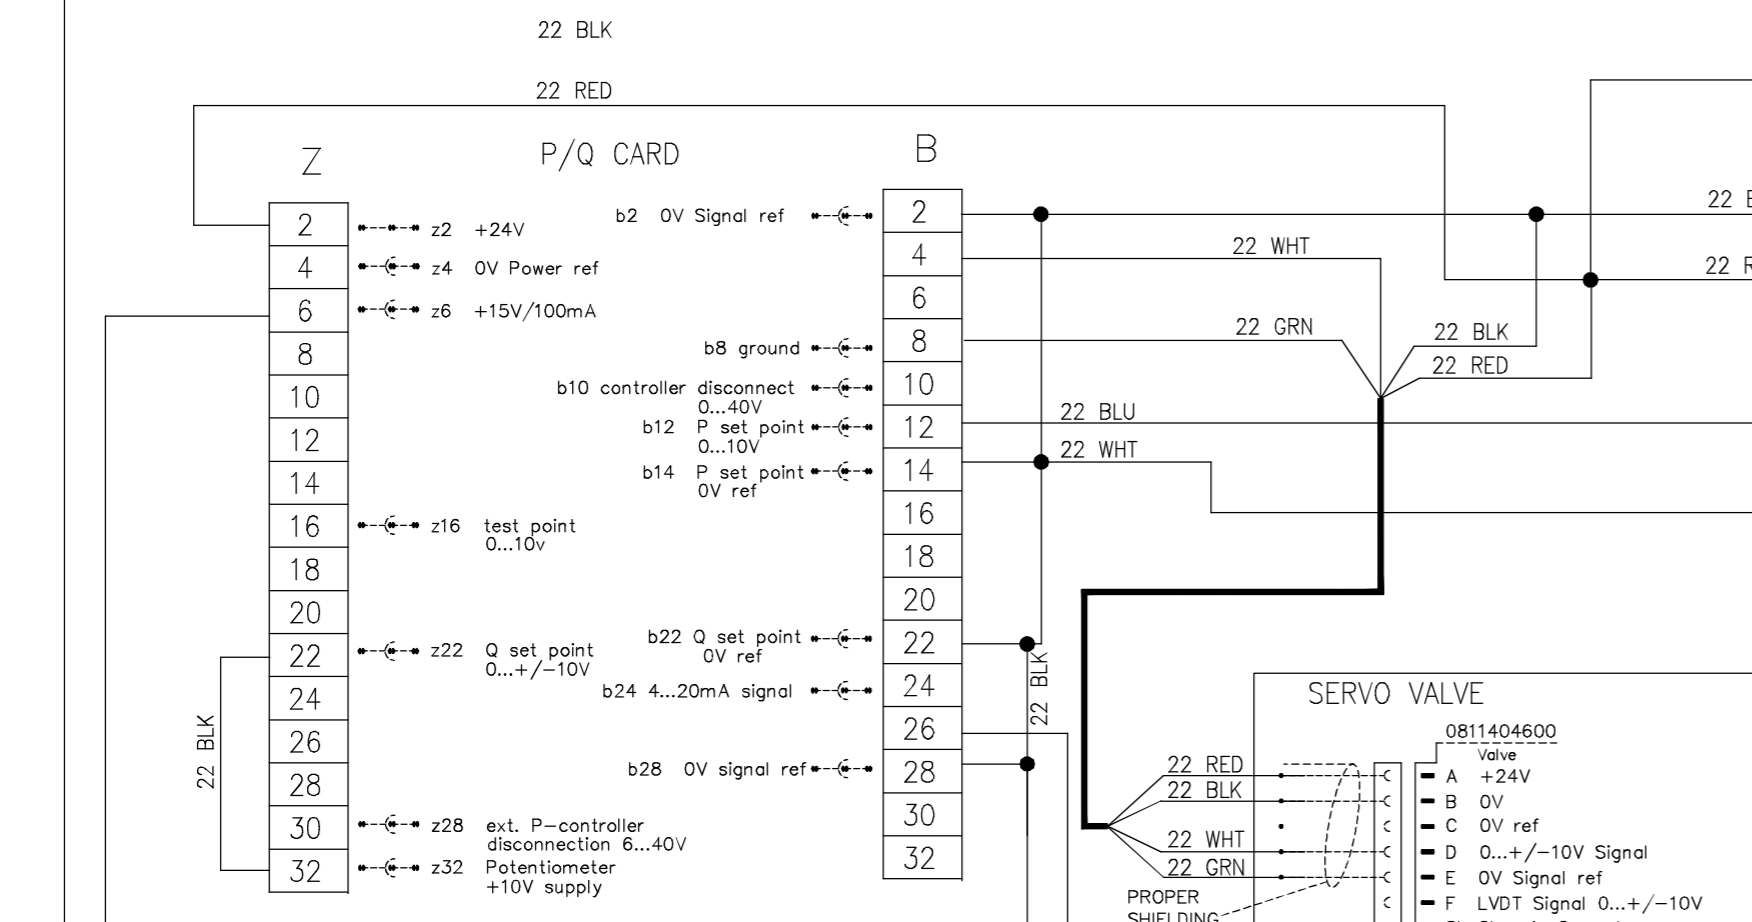 22 BLK
22 RED
P/Q CARD
Z
B
2
4
6
8
10
12
14
16
18
20
22
24
26
28
30
32
z2 +24V
z4 0V Power ref
z6 +15V/100mA
z16 test point
0...10v
z22 Q set point
0...+/-10V
z28 ext. P-controller
disconnection 6...40V
z32 Potentiometer
+10V supply
22 BLK
b2 0V Signal ref
b8 ground
b10 controller disconnect
0...40V
b12 P set point
0...10V
b14 P set point
0V ref
b22 Q set point
0V ref
b24 4...20mA signal
b28 0V signal ref
2
4
6
8
10
12
14
16
18
20
22
24
26
28
30
32
22
22 WHT
22
22 GRN
22 BLK
22 RED
22 BLU
22 WHT
22 BLK
SERVO VALVE
0811404600
Valve
22 RED
22 BLK
22 WHT
22 GRN
A +24V
B 0V
C 0V ref
D 0...+/-10V Signal
E 0V Signal ref
F LVDT Signal 0...+/-10V
PROPER
SHIELDING